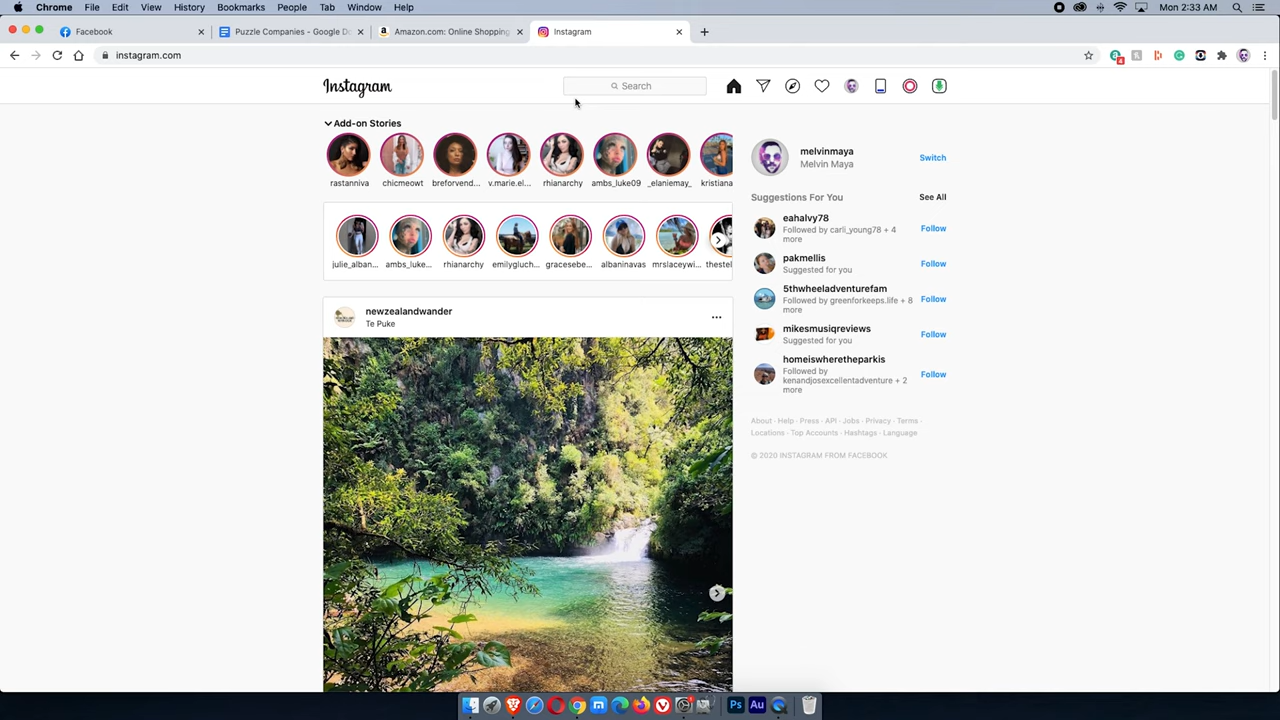 Chrome File Edit View History Bookmarks People Tab Window Help Mon 2:33 AM
Facebook Puzzle Companies - Google Do Amazon.com: Online Shopping Instagram
instagram.com 4
Instagram Search
Add-on Stories
rastanniva chicmeowt breforvend... v.marie.el... rhianarchy ambs_luke09 _elaniemay_ kristiana
julie_alban... ambs_luke... rhianarchy emilygluch... gracesebe... albaninavas mrslaceywi... thestel
newzealandwander
Te Puke
melvinmaya
Melvin Maya
Switch
Suggestions For You See All
eahalvy78
Followed by carli_young78 + 4
more
Follow
pakmellis
Suggested for you
Follow
5thwheeladventurefam
Followed by greenforkeeps.life + 8
more
Follow
mikesmusiqreviews
Suggested for you
Follow
homeiswheretheparkis
Followed by
kenandjosexcellentadventure + 2
more
Follow
About · Help · Press · API · Jobs · Privacy · Terms ·
Locations · Top Accounts · Hashtags · Language
© 2020 INSTAGRAM FROM FACEBOOK
Ps Au